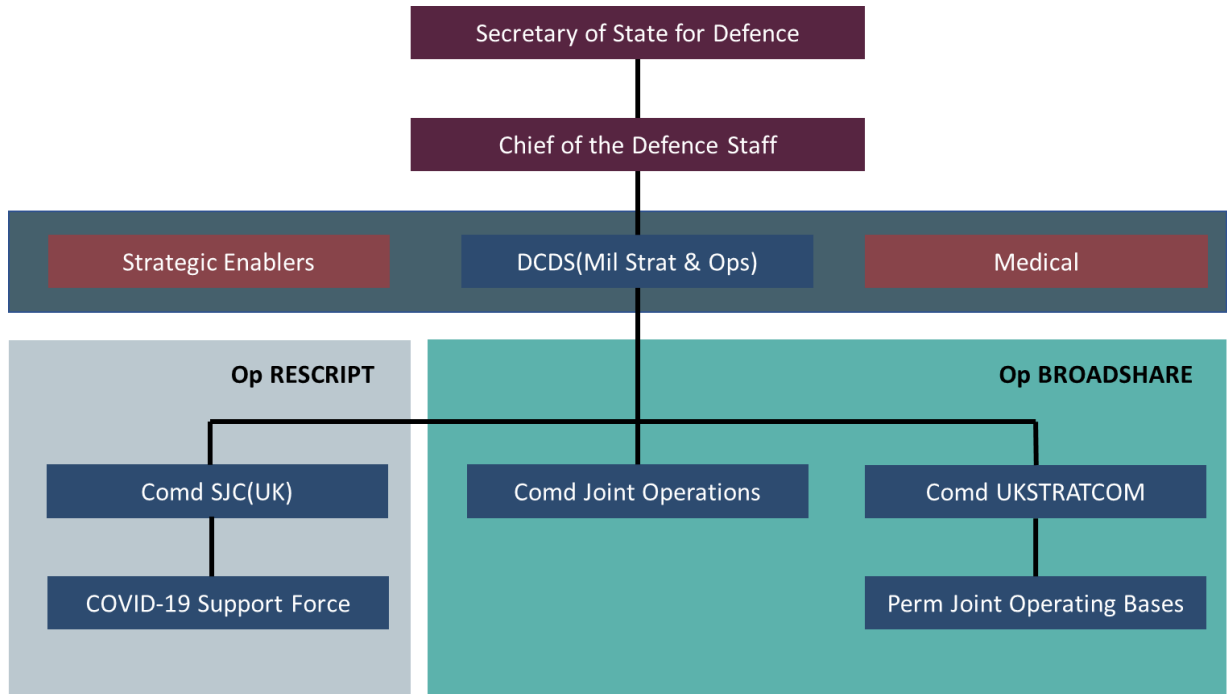 Secretary of State for Defence
Chief of the Defence Staff
Strategic Enablers
DCDS(Mil Strat & Ops)
Medical
Op RESCRIPT
Op BROADSHARE
Comd SJC(UK)
Comd Joint Operations
Comd UKSTRATCOM
COVID-19 Support Force
Perm Joint Operating Bases